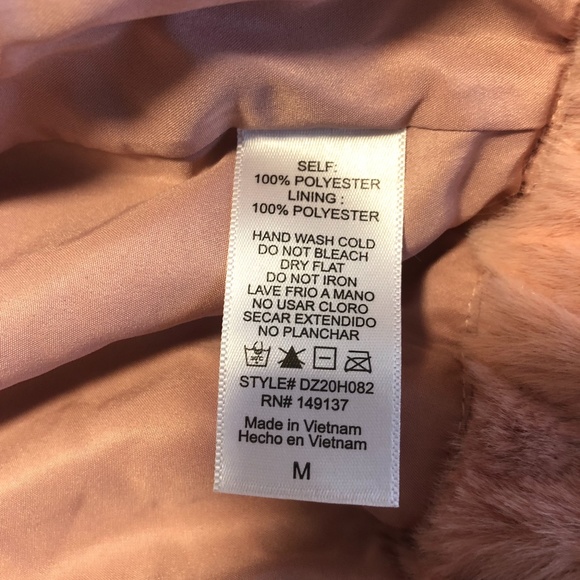 SELF:
100% POLYESTER
LINING :
100% POLYESTER
HAND WASH COLD
DO NOT BLEACH
DRY FLAT
DO NOT IRON
LAVE FRIO A MANO
NO USAR CLORO
SECAR EXTENDIDO
NO PLANCHAR
STYLE# DZ20H082
RN# 149137
Made in Vietnam
Hecho en Vietnam
M